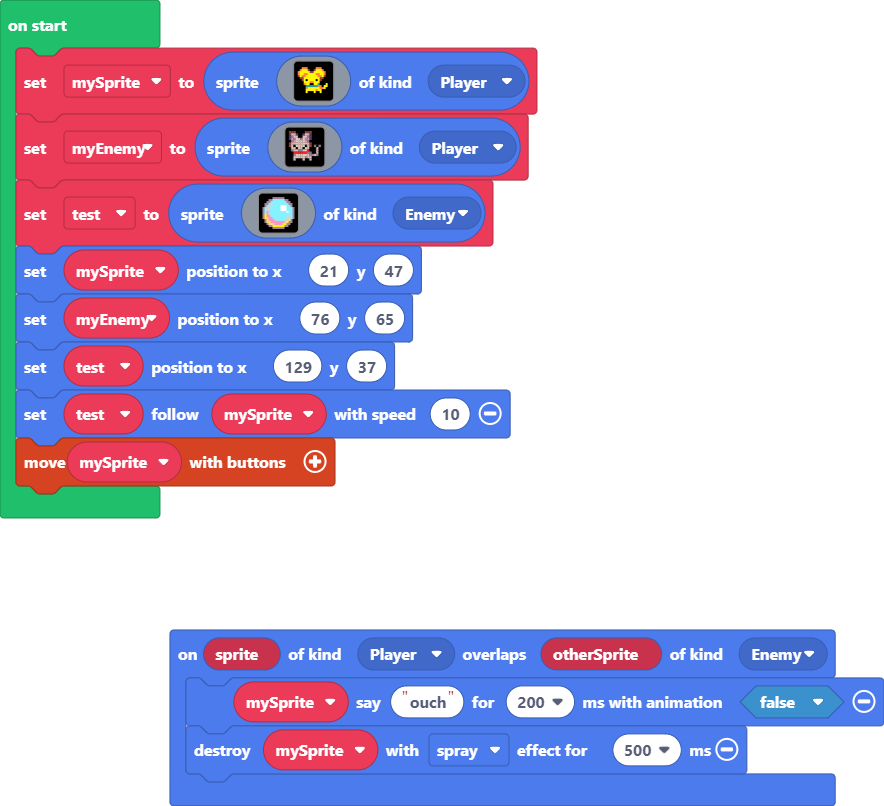 on start
set mySprite to sprite of kind Player
set myEnemy to sprite of kind Player
set test to sprite of kind Enemy
set mySprite position to x 21 y 47
set myEnemy position to x 76 y 65
set test position to x 129 y 37
set test follow mySprite with speed 10
move mySprite with buttons
on sprite of kind Player overlaps otherSprite of kind Enemy
mySprite say "ouch" for 200 ms with animation false
destroy mySprite with spray effect for 500 ms